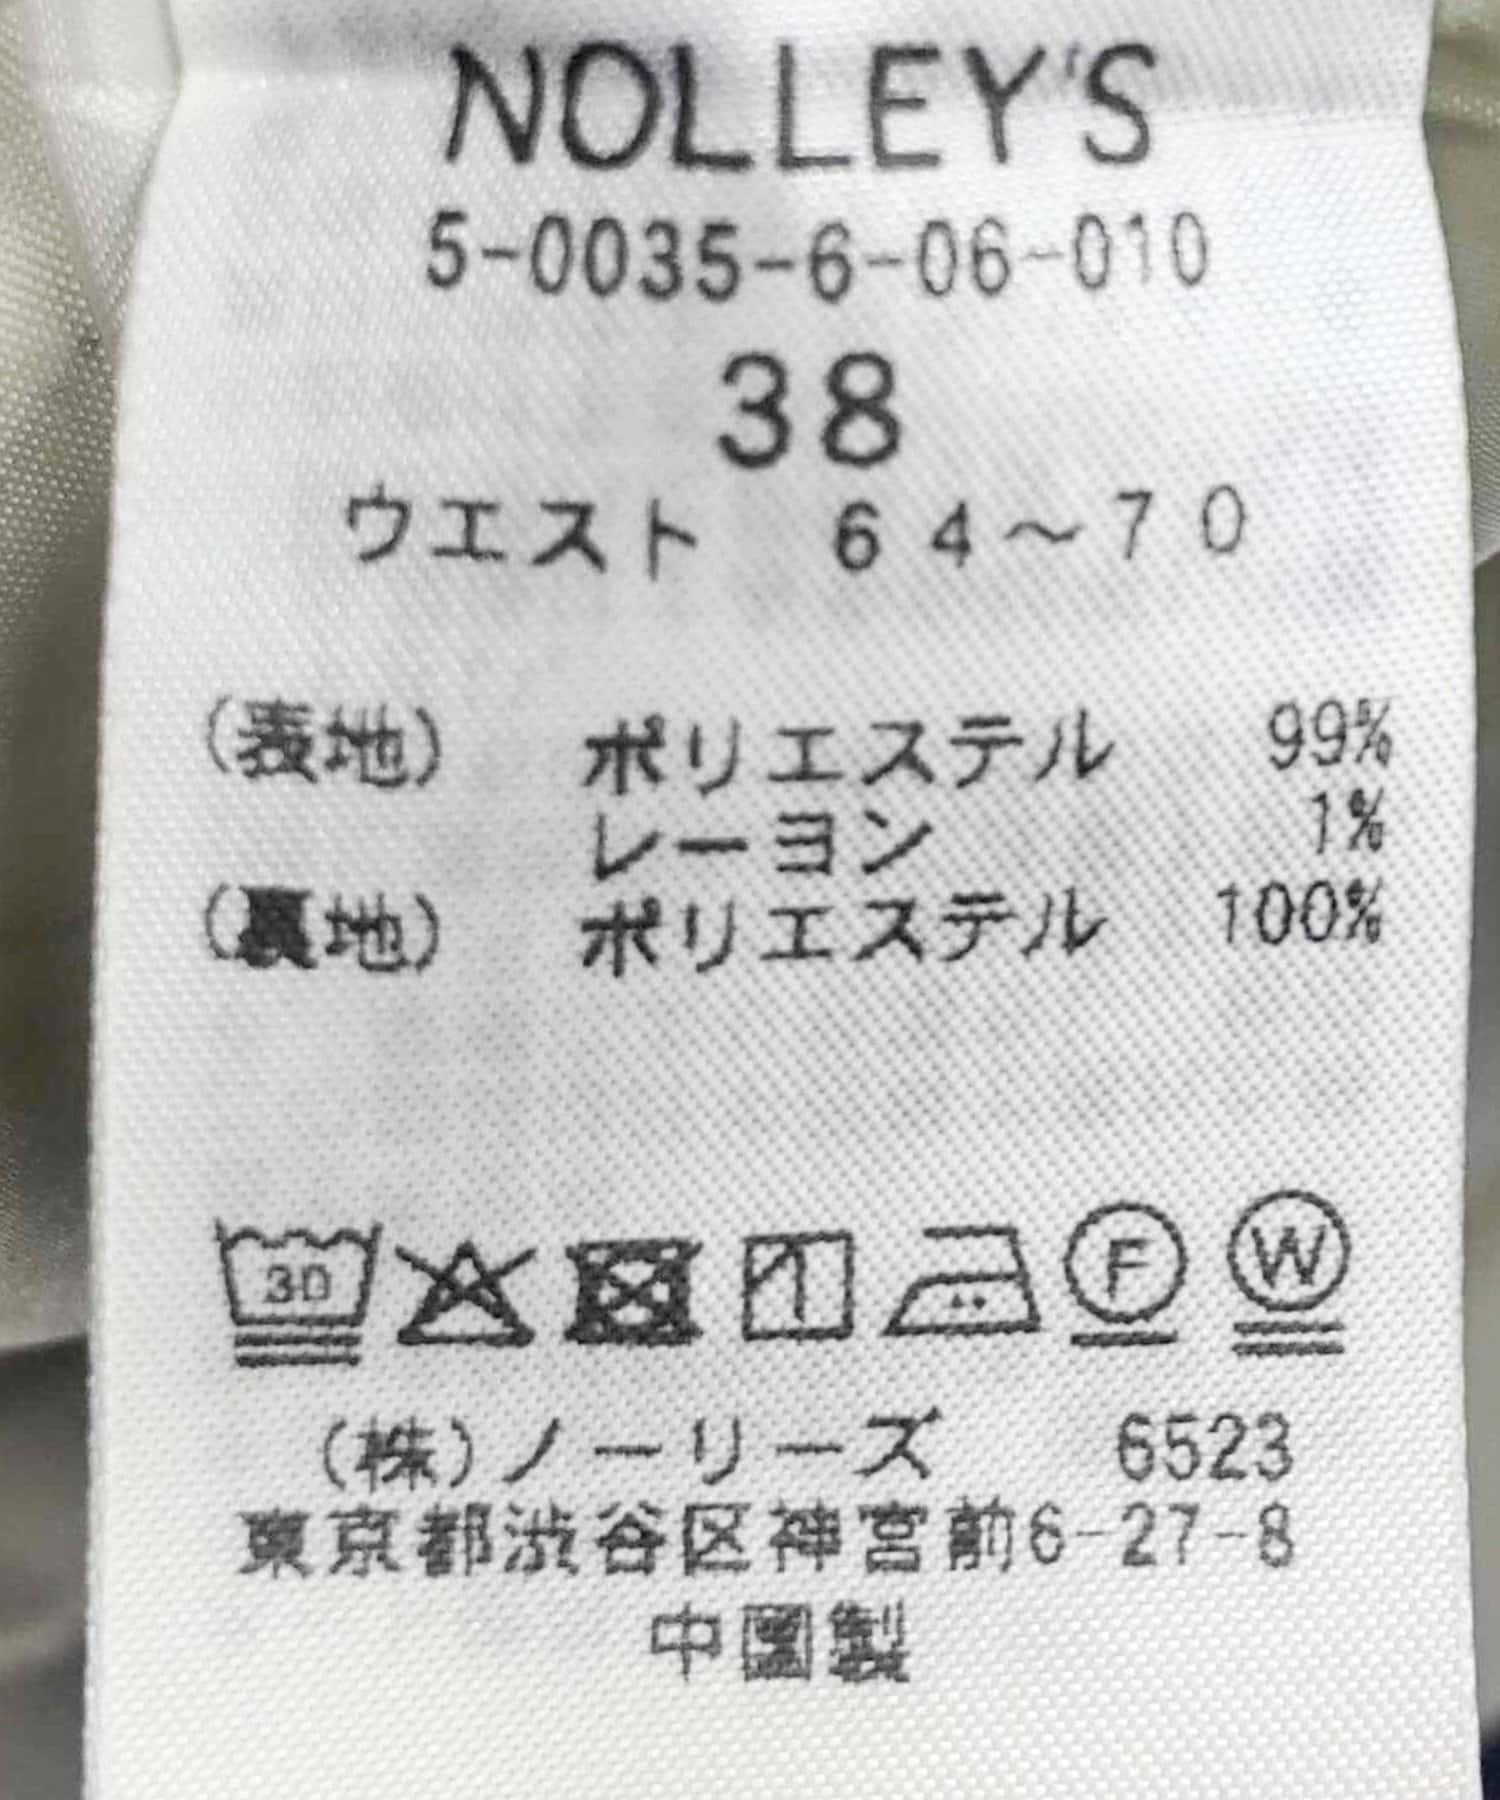 NOLLEY'S
5-0035-6-06-010
38
ウエスト 64〜70
(表地) ポリエステル 99%
レーヨン 1%
(裏地) ポリエステル 100%
30 F W
(株)ノーリーズ 6523
東京都渋谷区神宮前6-27-8
中国製